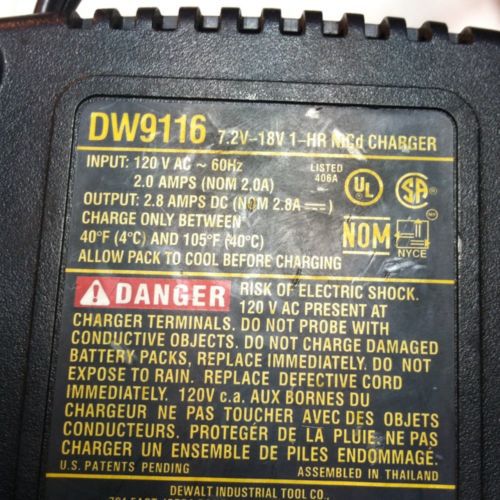 DW9116 7.2V-18V 1-HR NiCd CHARGER
INPUT: 120 V AC ~ 60Hz
2.0 AMPS (NOM 2.0A)
LISTED
406A
UL
SA
OUTPUT: 2.8 AMPS DC (NOM 2.8A ⎓)
CHARGE ONLY BETWEEN
40°F (4°C) AND 105°F (40°C)
ALLOW PACK TO COOL BEFORE CHARGING
NOM
NYCE
DANGER RISK OF ELECTRIC SHOCK.
120 V AC PRESENT AT
CHARGER TERMINALS. DO NOT PROBE WITH
CONDUCTIVE OBJECTS. DO NOT CHARGE DAMAGED
BATTERY PACKS, REPLACE IMMEDIATELY. DO NOT
EXPOSE TO RAIN. REPLACE DEFECTIVE CORD
IMMEDIATELY. 120V c.a. AUX BORNES DU
CHARGEUR NE PAS TOUCHER AVEC DES OBJETS
CONDUCTEURS. PROTEGÉR DE LA PLUIE NE PAS
CHARGER UN ENSEMBLE DE PILES ENDOMMAGÉ.
U.S. PATENTS PENDING ASSEMBLED IN THAILAND
DEWALT INDUSTRIAL TOOL CO.